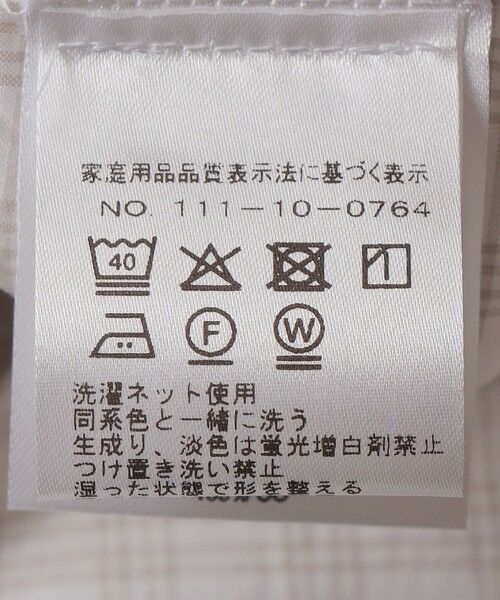 家庭用品品質表示法に基づく表示
NO. 111-10-0764
40
F W
洗濯ネット使用
同系色と一緒に洗う
生成り、淡色は蛍光増白剤禁止
つけ置き洗い禁止
湿った状態で形を整える